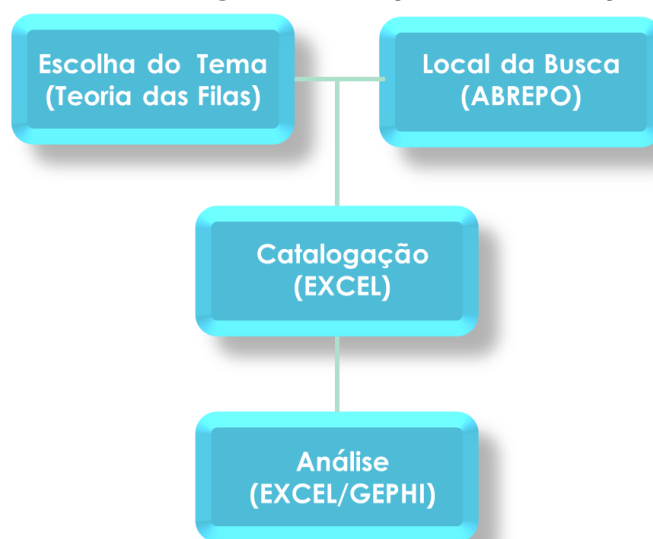 Escolha do Tema
(Teoria das Filas)
Local da Busca
(ABREPO)
Catalogação
(EXCEL)
Análise
(EXCEL/GEPHI)